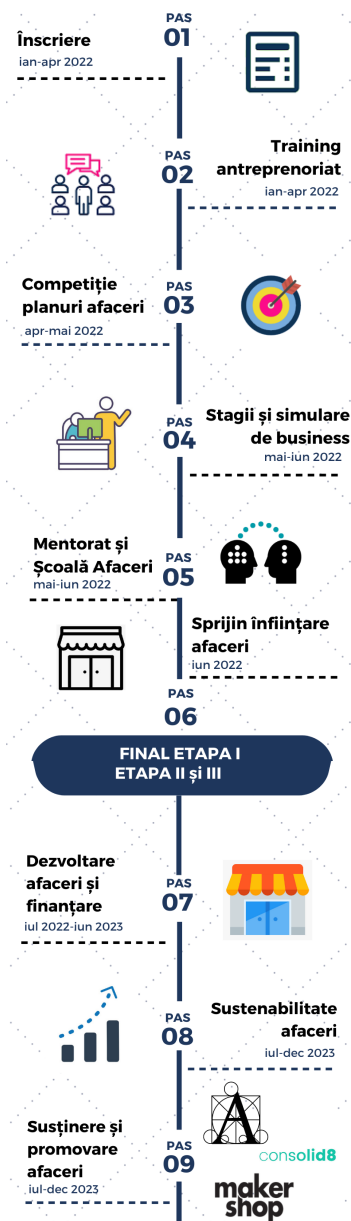 PAS
01
Înscriere
ian-apr 2022
PAS
02
Training
antreprenoriat
ian-apr 2022
Competiție
planuri afaceri
apr-mai 2022
PAS
03
PAS
04
Stagii și simulare
de business
mai-iun 2022
Mentorat și
Școală Afaceri
mai-iun 2022
PAS
05
Sprijin înființare
afaceri
iun 2022
PAS
06
FINAL ETAPA I
ETAPA II și III
Dezvoltare
afaceri și
finanțare
iul 2022-iun 2023
PAS
07
PAS
08
Sustenabilitate
afaceri
iul-dec 2023
Susținere și
promovare
afaceri
iul-dec 2023
PAS
09
A
consolid8
maker
shop